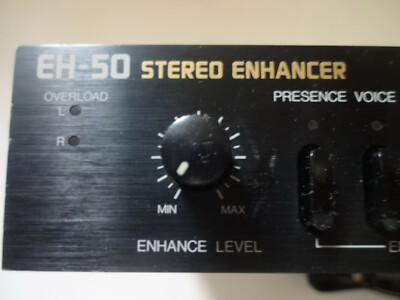 EH-50 STEREO ENHANCER
OVERLOAD
L
R
PRESENCE VOICE
MIN MAX
ENHANCE LEVEL